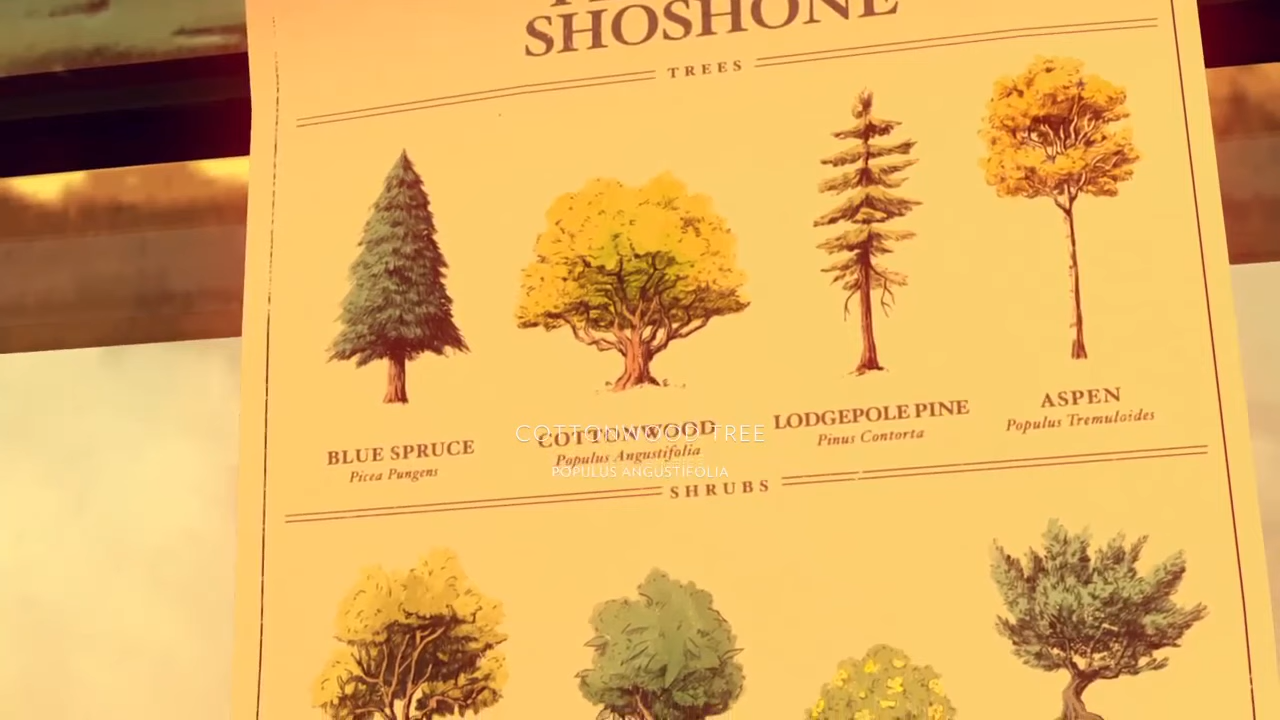 SHOSHONE
TREES
BLUE SPRUCE
Picea Pungens
COTTONWOOD
Populus Angustifolia
LODGEPOLE PINE
Pinus Contorta
ASPEN
Populus Tremuloides
COTTONWOOD TREE
POPULUS ANGUSTIFOLIA
SHRUBS